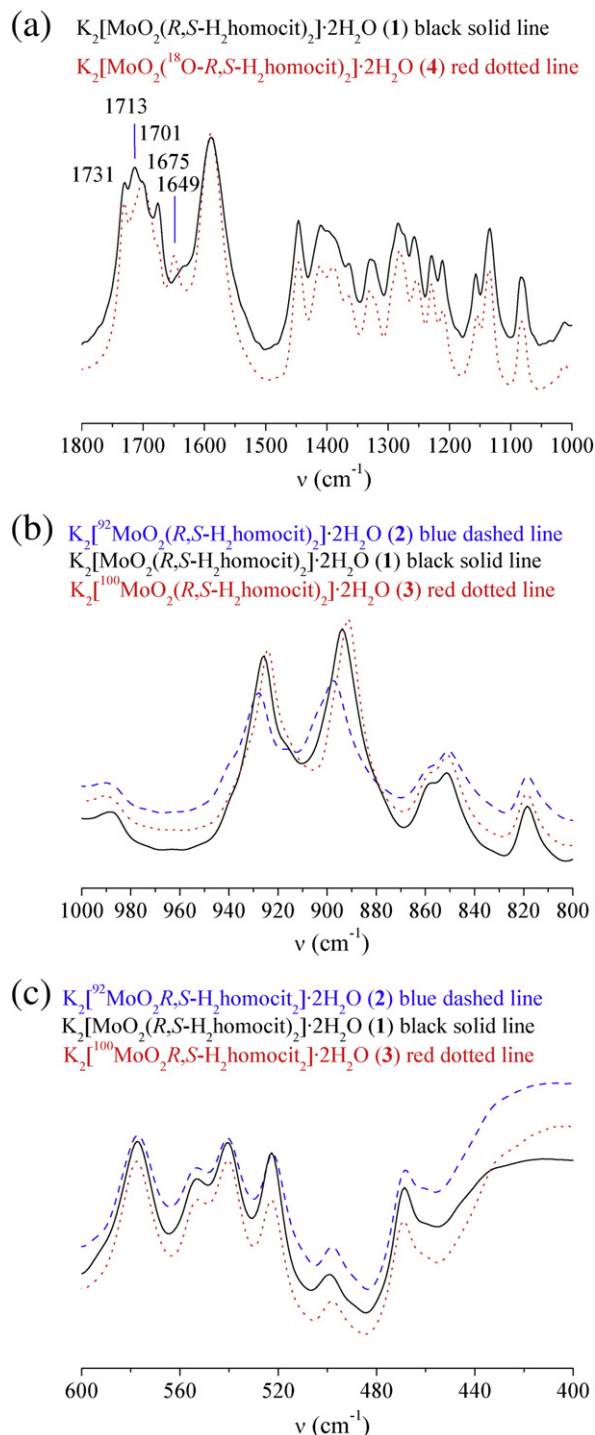 (a)
K₂[MoO₂(R,S-H₂homocit)₂]·2H₂O (1) black solid line
K₂[MoO₂(¹⁸O-R,S-H₂homocit)₂]·2H₂O (4) red dotted line
1713
1701
1675
1731
1649
1800 1700 1600 1500 1400 1300 1200 1100 1000
ν (cm⁻¹)
(b)
K₂[⁹²MoO₂(R,S-H₂homocit)₂]·2H₂O (2) blue dashed line
K₂[MoO₂(R,S-H₂homocit)₂]·2H₂O (1) black solid line
K₂[¹⁰⁰MoO₂(R,S-H₂homocit)₂]·2H₂O (3) red dotted line
1000 980 960 940 920 900 880 860 840 820 800
ν (cm⁻¹)
(c)
K₂[⁹²MoO₂R,S-H₂homocit₂]·2H₂O (2) blue dashed line
K₂[MoO₂(R,S-H₂homocit)₂]·2H₂O (1) black solid line
K₂[¹⁰⁰MoO₂R,S-H₂homocit₂]·2H₂O (3) red dotted line
600 560 520 480 440 400
ν (cm⁻¹)